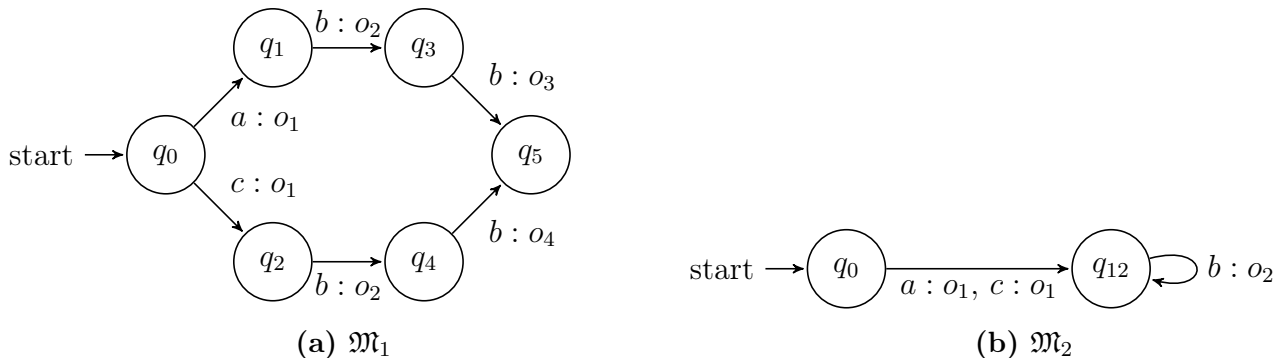 b : o₂
q₁
q₃
b : o₃
a : o₁
start
q₀
q₅
c : o₁
b : o₄
q₂
q₄
b : o₂
(a) 𝔐₁
start
q₀
q₁₂
b : o₂
a : o₁, c : o₁
(b) 𝔐₂